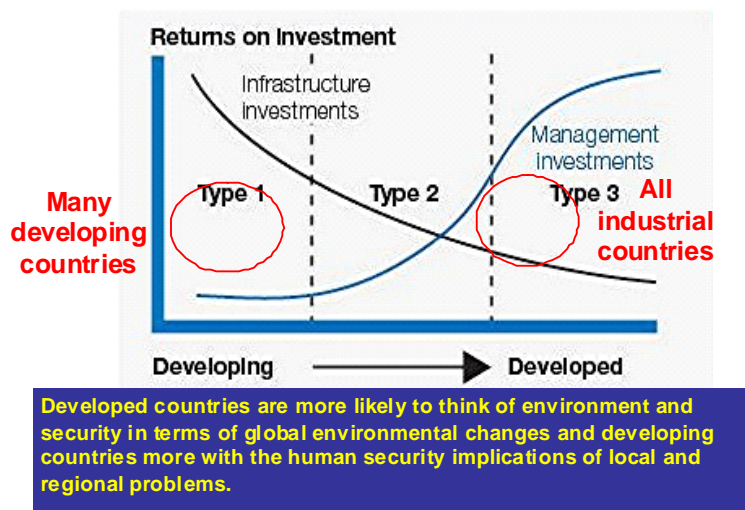 Returns on Investment
Infrastructure
investments
Management
investments
Type 1
Type 2
Type 3
Many
developing
countries
All
industrial
countries
Developing
Developed
Developed countries are more likely to think of environment and
security in terms of global environmental changes and developing
countries more with the human security implications of local and
regional problems.